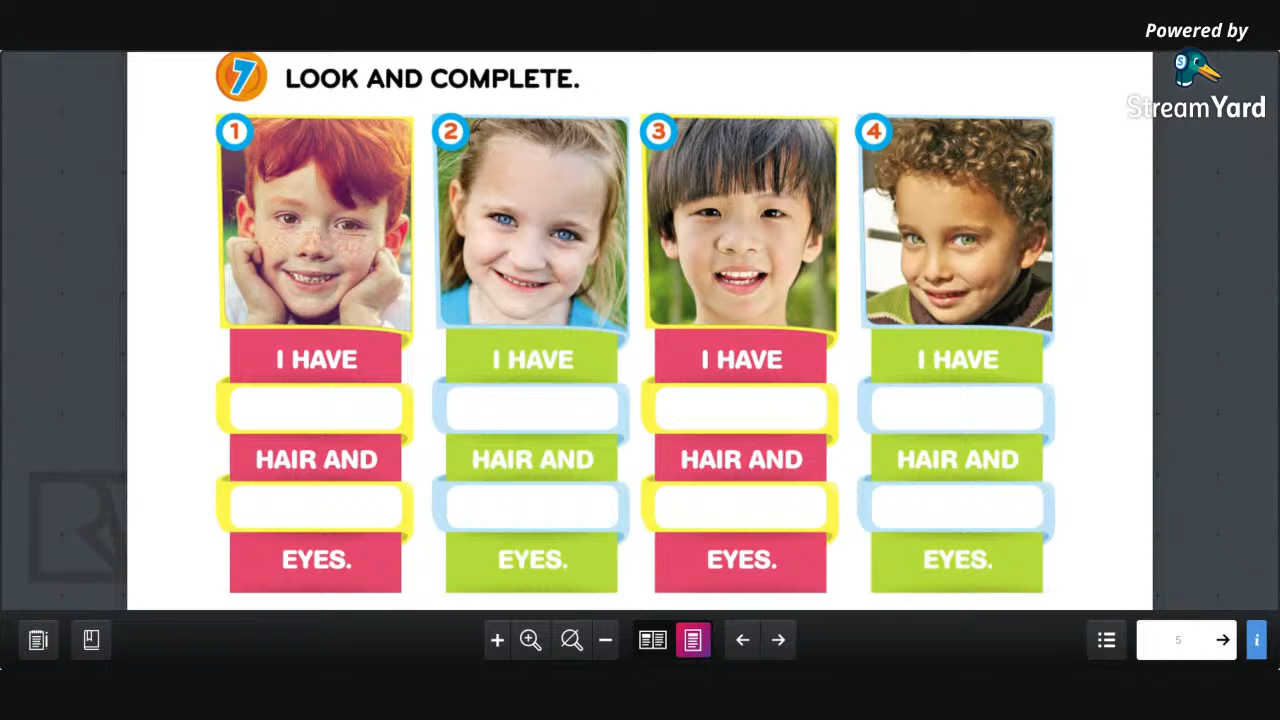 Powered by
StreamYard
7 LOOK AND COMPLETE.
1
2
3
4
I HAVE
HAIR AND
EYES.
I HAVE
HAIR AND
EYES.
I HAVE
HAIR AND
EYES.
I HAVE
HAIR AND
EYES.
5